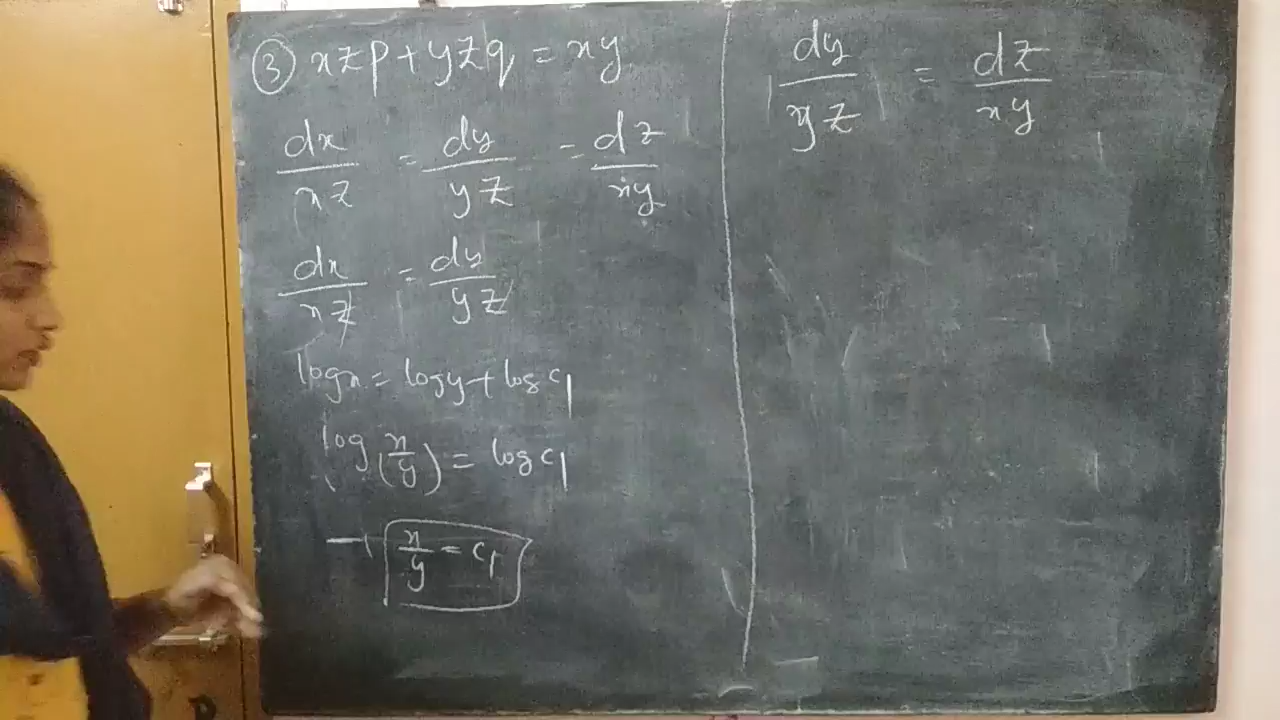 ③ xzp + yzq = xy
dx/xz = dy/yz = dz/xy
dx/xz = dy/yz
log x = log y + log c1
log (x/y) = log c1
x/y = c1
dy/yz = dz/xy